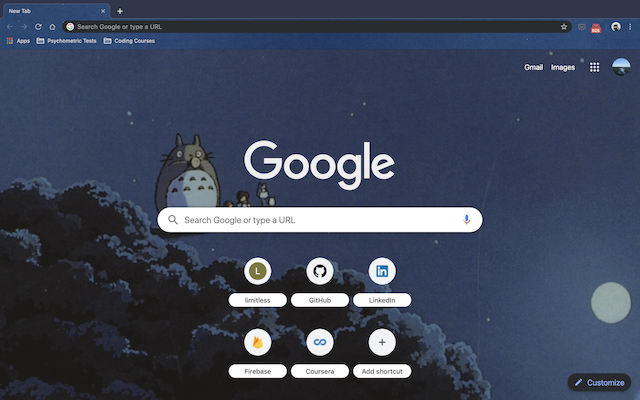 New Tab
Search Google or type a URL
Apps Psychometric Tests Coding Courses
Gmail Images
Google
Search Google or type a URL
L
limitless GitHub LinkedIn
Firebase Coursera Add shortcut
Customize